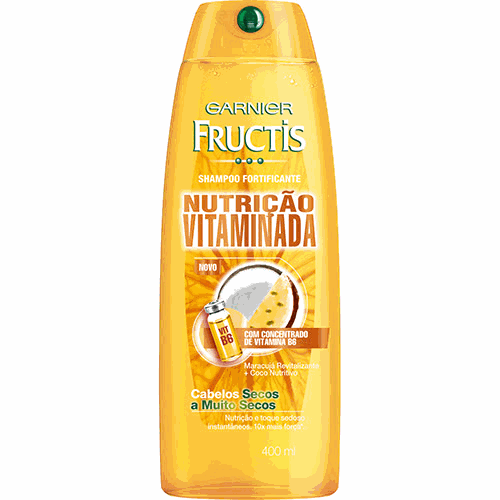 GARNIER
FRUCTIS
SHAMPOO FORTIFICANTE
NUTRIÇÃO
VITAMINADA
NOVO
VIT
B6
COM CONCENTRADO
DE VITAMINA B6
Maracujá Revitalizante
+ Coco Nutritivo
Cabelos Secos
a Muito Secos
Nutrição e toque sedoso
instantâneos. 10x mais força*
400 ml